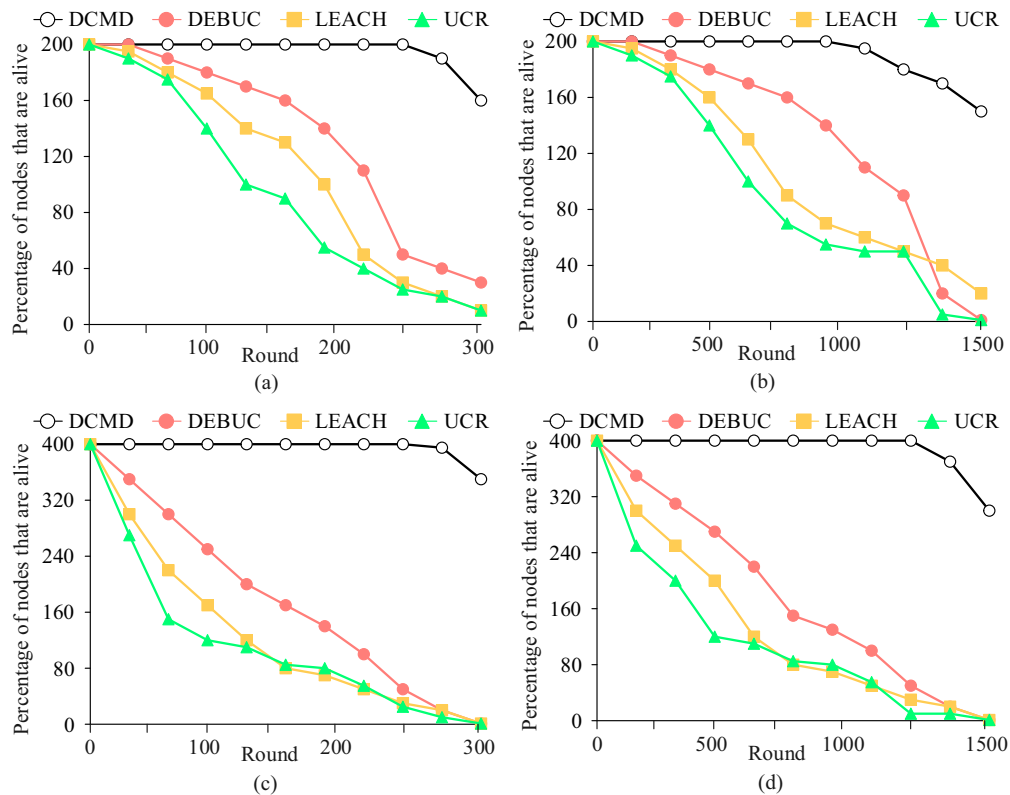 DCMD DEBUC LEACH UCR
Percentage of nodes that are alive
200
160
120
80
40
0
0 100 200 300
Round
(a)
DCMD DEBUC LEACH UCR
Percentage of nodes that are alive
200
160
120
80
40
0
0 500 1000 1500
Round
(b)
DCMD DEBUC LEACH UCR
Percentage of nodes that are alive
400
320
240
160
80
0
0 100 200 300
Round
(c)
DCMD DEBUC LEACH UCR
Percentage of nodes that are alive
400
320
240
160
80
0
0 500 1000 1500
Round
(d)